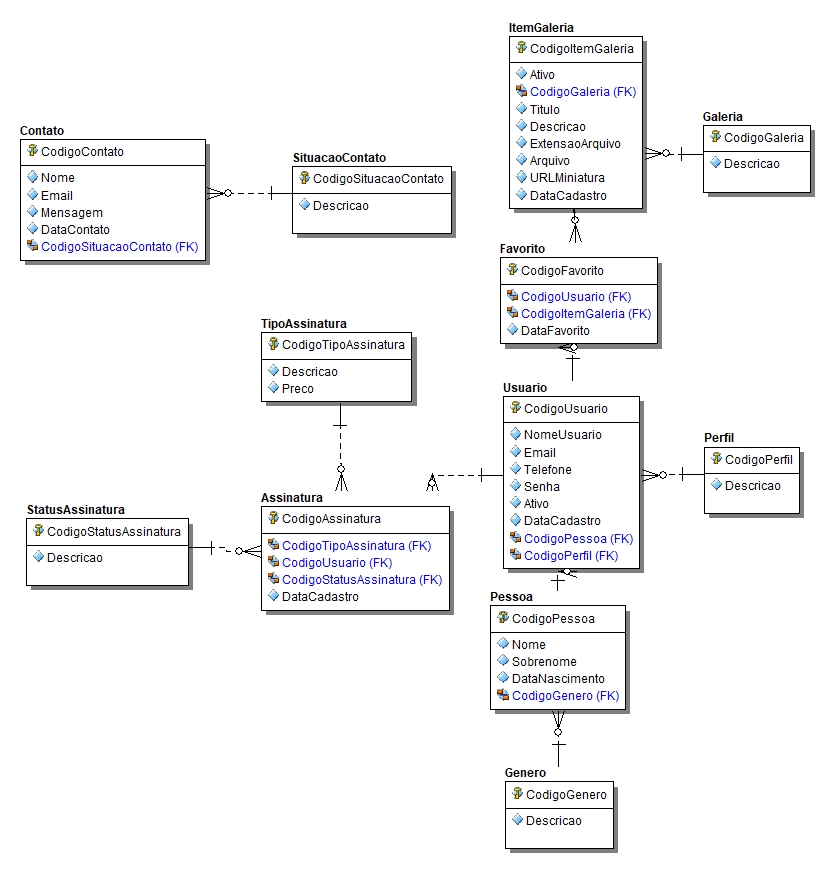 Contato
CodigoContato
Nome
Email
Mensagem
DataContato
CodigoSituacaoContato (FK)
SituacaoContato
CodigoSituacaoContato
Descricao
ItemGaleria
CodigoItemGaleria
Ativo
CodigoGaleria (FK)
Titulo
Descricao
ExtensaoArquivo
Arquivo
URLMiniatura
DataCadastro
Galeria
CodigoGaleria
Descricao
Favorito
CodigoFavorito
CodigoUsuario (FK)
CodigoItemGaleria (FK)
DataFavorito
TipoAssinatura
CodigoTipoAssinatura
Descricao
Preco
Usuario
CodigoUsuario
NomeUsuario
Email
Telefone
Senha
Ativo
DataCadastro
CodigoPessoa (FK)
CodigoPerfil (FK)
Perfil
CodigoPerfil
Descricao
StatusAssinatura
CodigoStatusAssinatura
Descricao
Assinatura
CodigoAssinatura
CodigoTipoAssinatura (FK)
CodigoUsuario (FK)
CodigoStatusAssinatura (FK)
DataCadastro
Pessoa
CodigoPessoa
Nome
Sobrenome
DataNascimento
CodigoGenero (FK)
Genero
CodigoGenero
Descricao